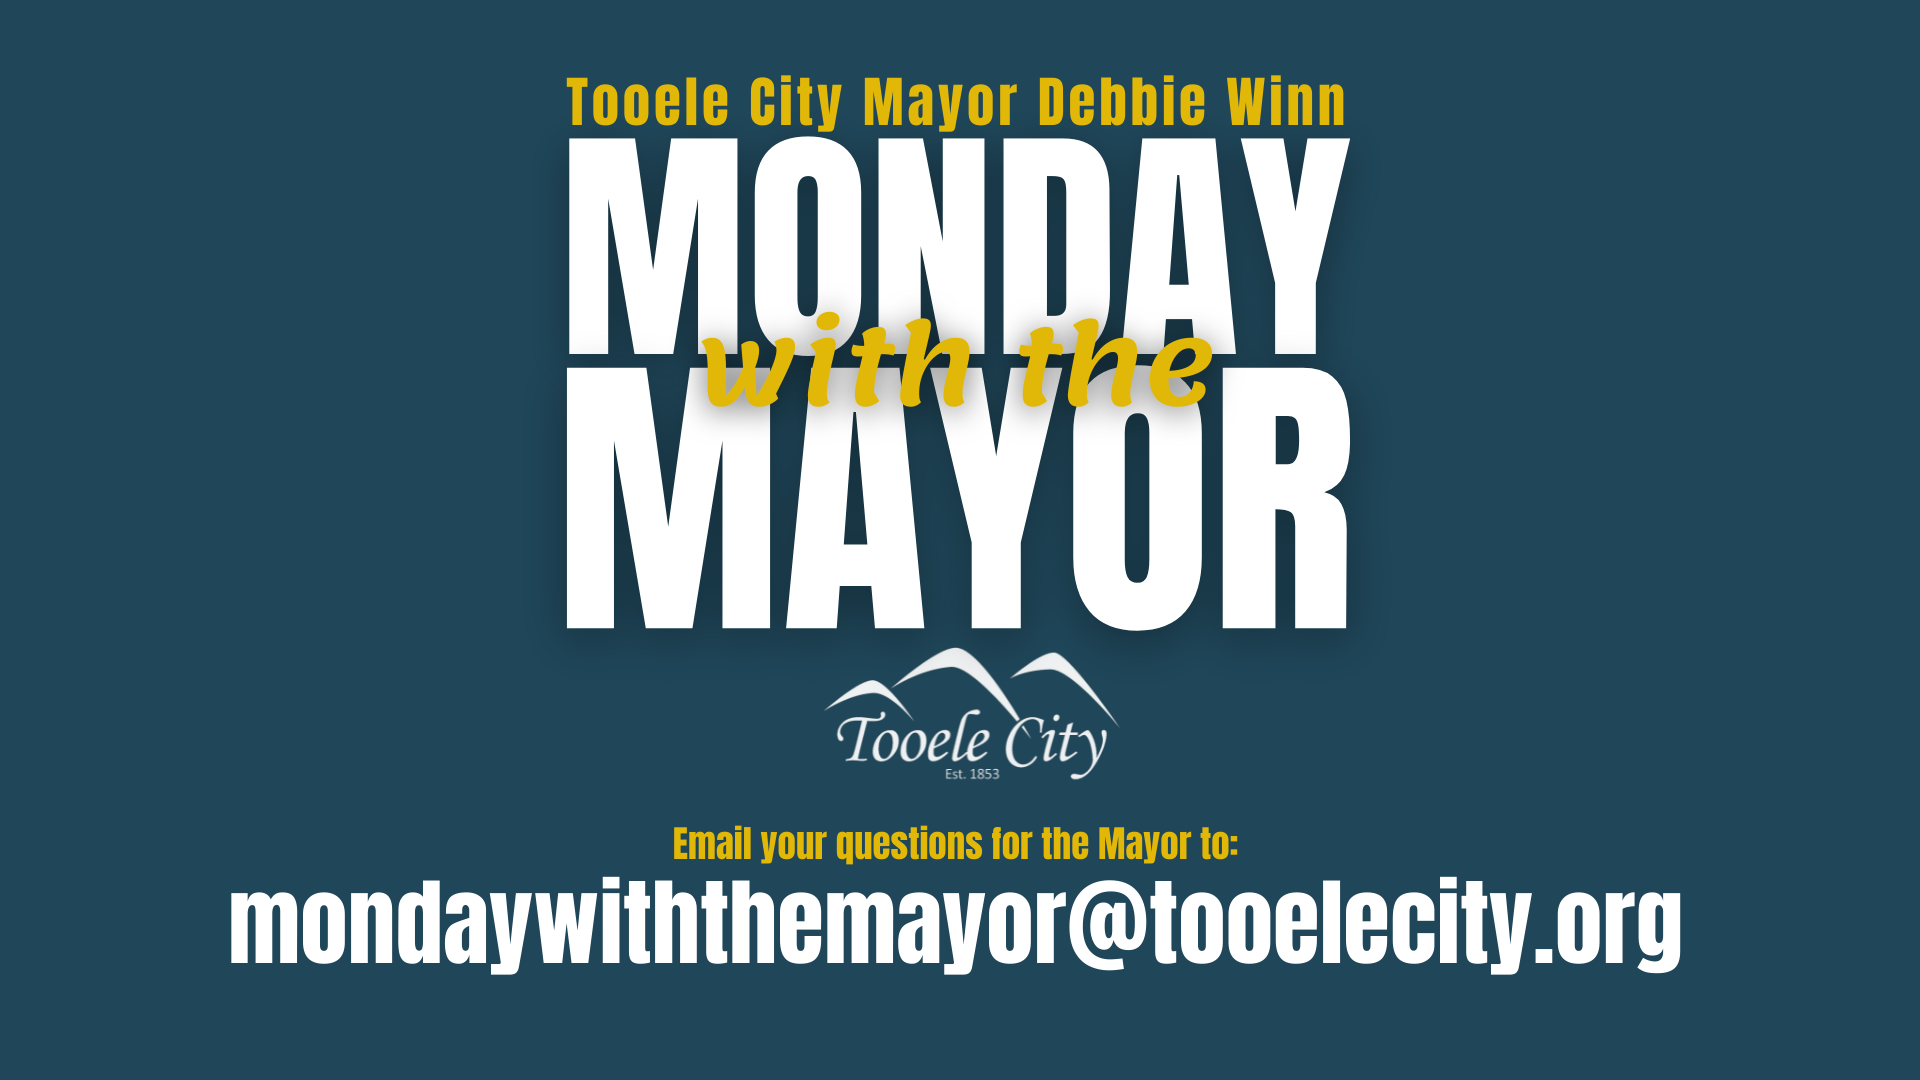 Tooele City Mayor Debbie Winn
MONDAY
with the
MAYOR
Tooele City
Est. 1853
Email your questions for the Mayor to:
mondaywiththemayor@tooelecity.org